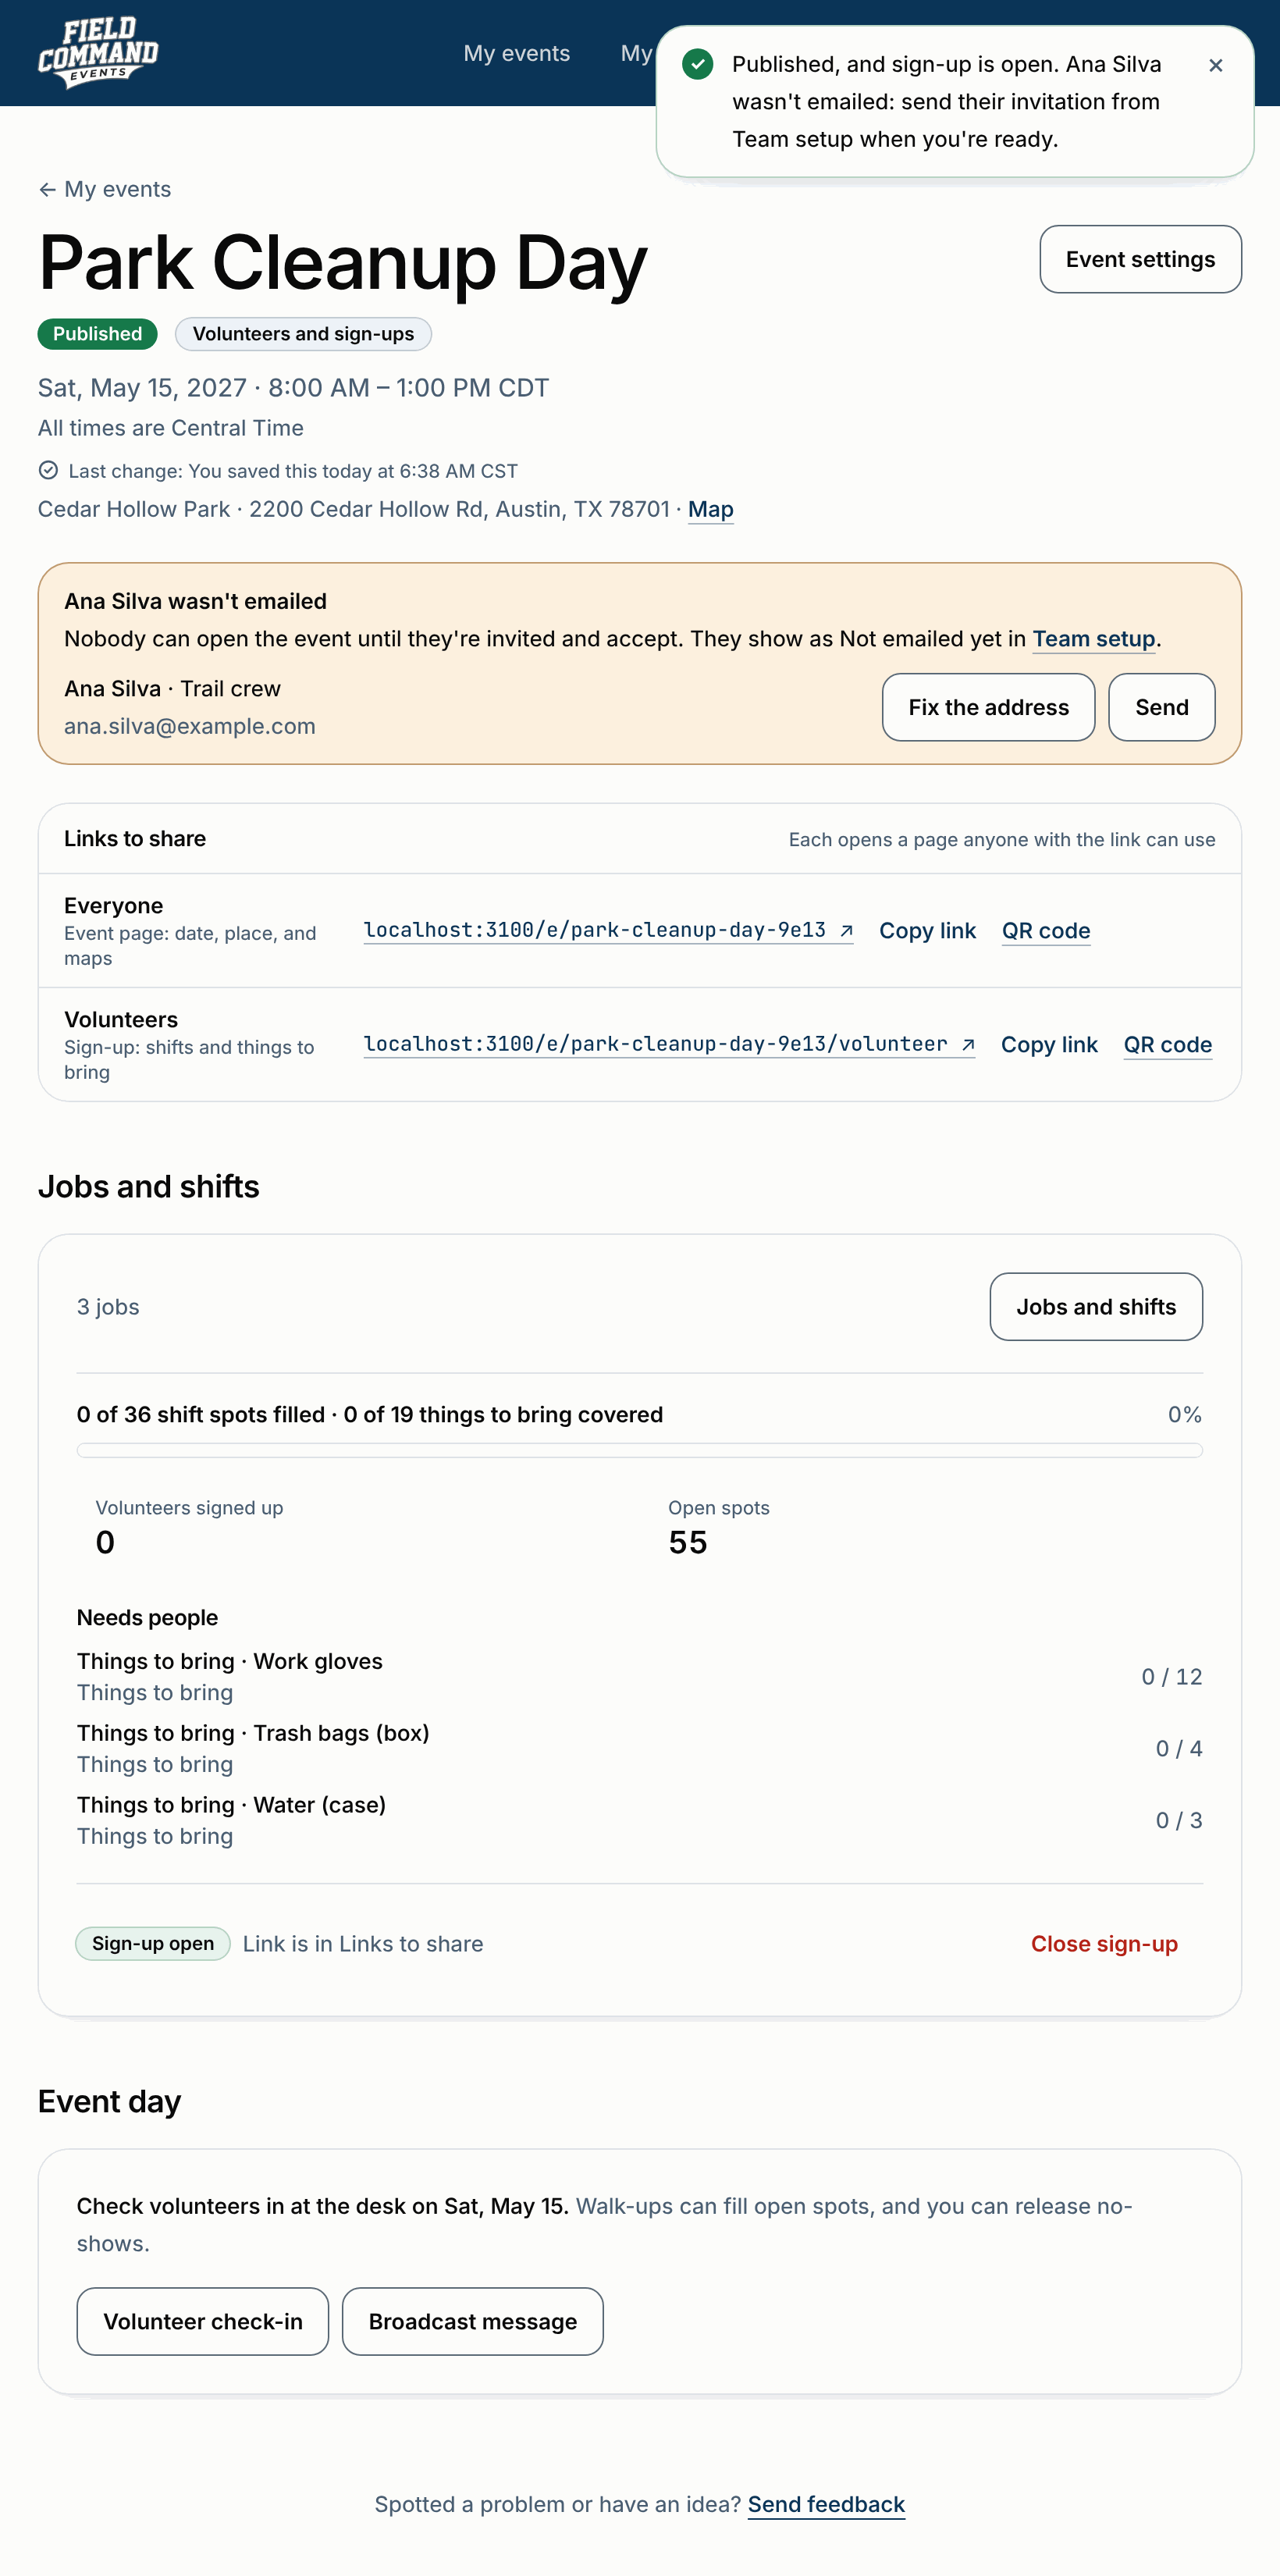 FIELD
COMMAND
EVENTS
My events
My
Published, and sign-up is open. Ana Silva
wasn't emailed: send their invitation from
Team setup when you're ready.
← My events
Park Cleanup Day
Event settings
Published
Volunteers and sign-ups
Sat, May 15, 2027 · 8:00 AM – 1:00 PM CDT
All times are Central Time
Last change: You saved this today at 6:38 AM CST
Cedar Hollow Park · 2200 Cedar Hollow Rd, Austin, TX 78701 · Map
Ana Silva wasn't emailed
Nobody can open the event until they're invited and accept. They show as Not emailed yet in Team setup.
Ana Silva · Trail crew
ana.silva@example.com
Fix the address
Send
Links to share
Each opens a page anyone with the link can use
Everyone
Event page: date, place, and
maps
localhost:3100/e/park-cleanup-day-9e13 ↗
Copy link
QR code
Volunteers
Sign-up: shifts and things to
bring
localhost:3100/e/park-cleanup-day-9e13/volunteer ↗
Copy link
QR code
Jobs and shifts
3 jobs
Jobs and shifts
0 of 36 shift spots filled · 0 of 19 things to bring covered
0%
Volunteers signed up
0
Open spots
55
Needs people
Things to bring · Work gloves
Things to bring
0 / 12
Things to bring · Trash bags (box)
Things to bring
0 / 4
Things to bring · Water (case)
Things to bring
0 / 3
Sign-up open
Link is in Links to share
Close sign-up
Event day
Check volunteers in at the desk on Sat, May 15. Walk-ups can fill open spots, and you can release no-
shows.
Volunteer check-in
Broadcast message
Spotted a problem or have an idea? Send feedback